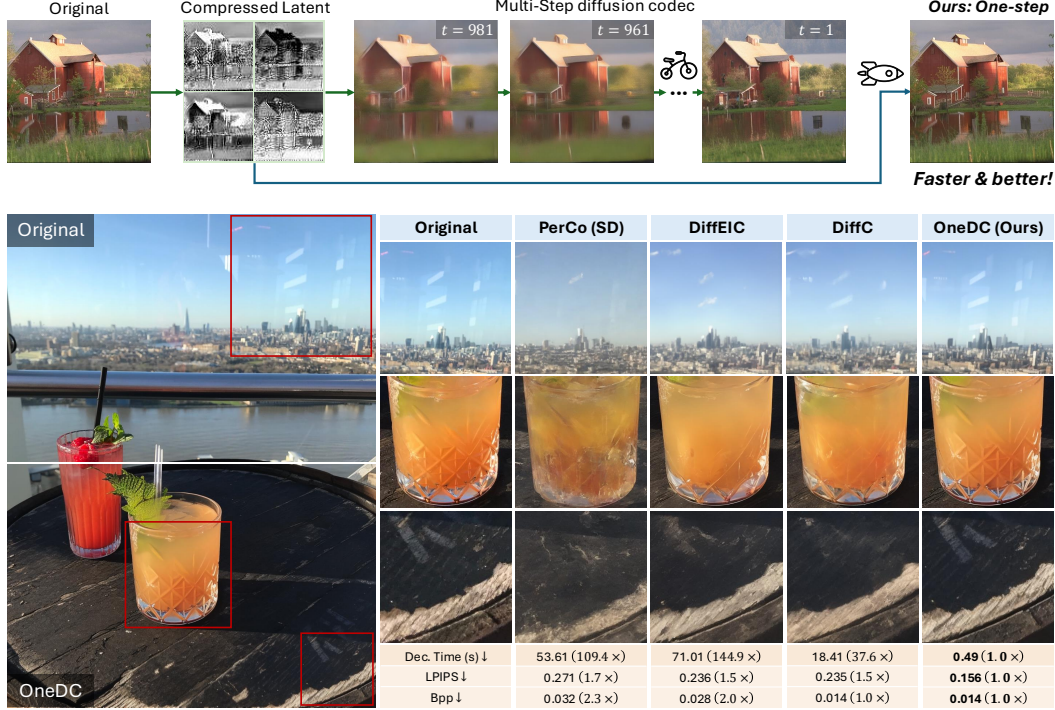 Original
Compressed Latent
Multi-Step diffusion codec
Ours: One-step
t = 981
t = 961
t = 1
...
Faster & better!
Original
OneDC
Original PerCo (SD) DiffEIC DiffC OneDC (Ours)
Dec. Time (s)↓ 53.61 (109.4 ×) 71.01 (144.9 ×) 18.41 (37.6 ×) 0.49 (1.0 ×)
LPIPS↓ 0.271 (1.7 ×) 0.236 (1.5 ×) 0.235 (1.5 ×) 0.156 (1.0 ×)
Bpp↓ 0.032 (2.3 ×) 0.028 (2.0 ×) 0.014 (1.0 ×) 0.014 (1.0 ×)